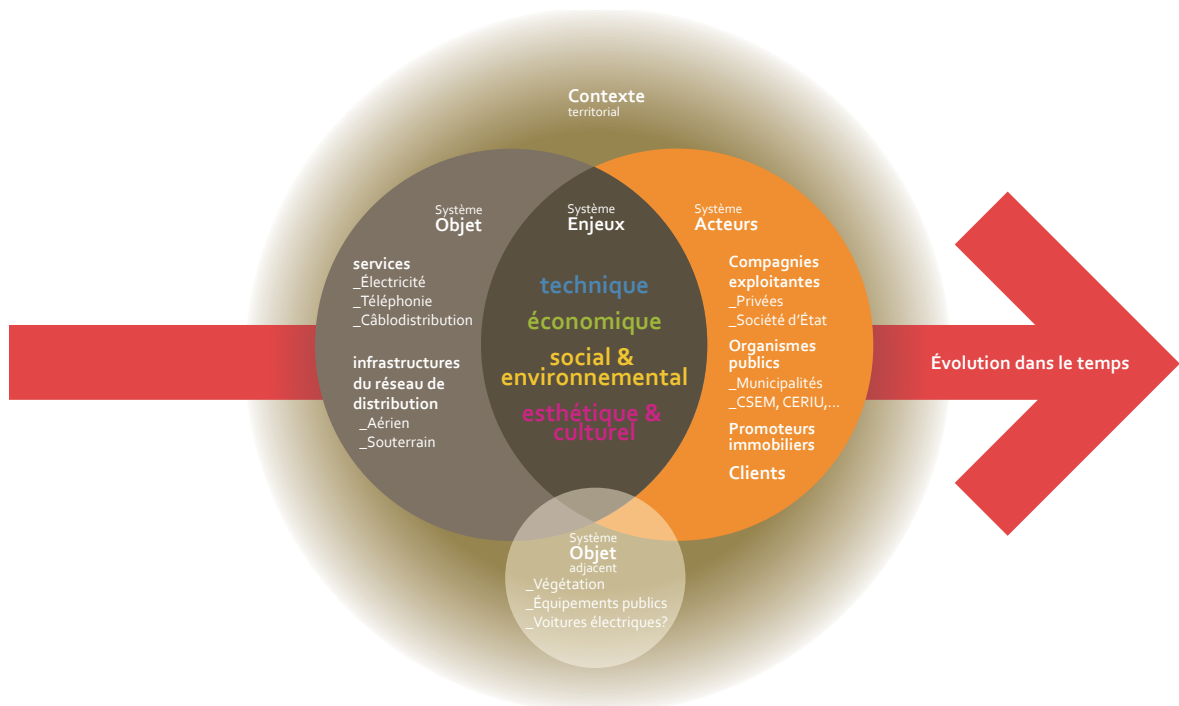 Contexte
territorial
Système
Objet
services
_Électricité
_Téléphonie
_Câblodistribution
infrastructures
du réseau de
distribution
_Aérien
_Souterrain
Système
Enjeux
technique
économique
social &
environnemental
esthétique &
culturel
Système
Acteurs
Compagnies
exploitantes
_Privées
_Société d'État
Organismes
publics
_Municipalités
_CSEM, CERIU,...
Promoteurs
immobiliers
Clients
Système
Objet
adjacent
_Végétation
_Équipements publics
_Voitures électriques?
Évolution dans le temps